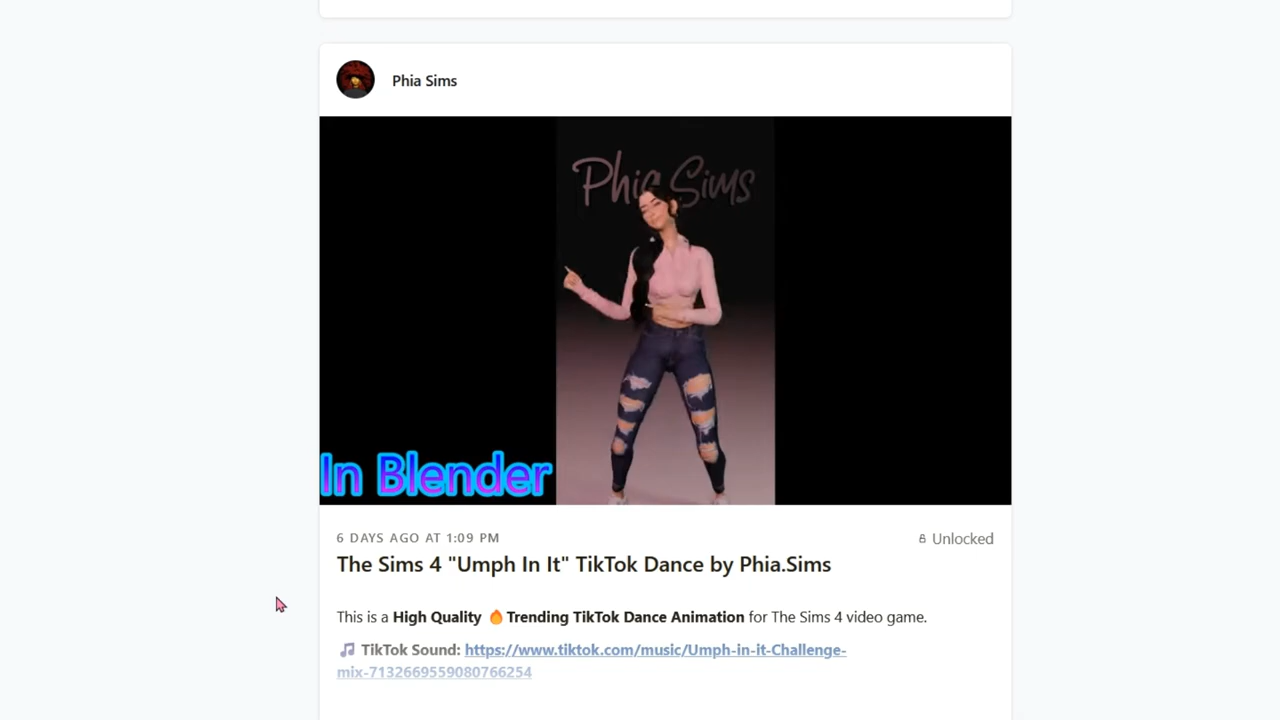 Phia Sims
Phia Sims
In Blender
6 DAYS AGO AT 1:09 PM
Unlocked
The Sims 4 "Umph In It" TikTok Dance by Phia.Sims
This is a High Quality 🔥Trending TikTok Dance Animation for The Sims 4 video game.
🎵 TikTok Sound: https://www.tiktok.com/music/Umph-in-it-Challenge-
mix-7132669559080766254